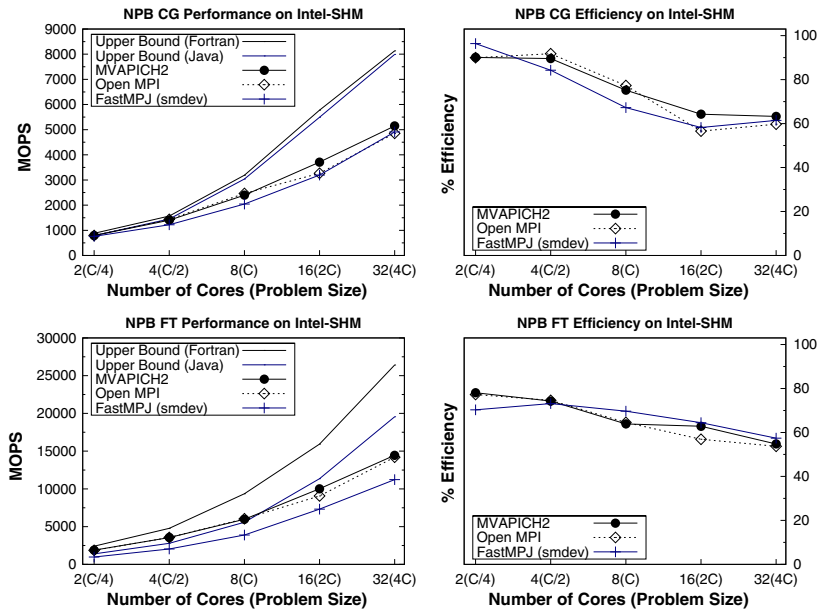 NPB CG Performance on Intel-SHM
MOPS
9000
8000
7000
6000
5000
4000
3000
2000
1000
0
Upper Bound (Fortran)
Upper Bound (Java)
MVAPICH2
Open MPI
FastMPJ (smdev)
2(C/4) 4(C/2) 8(C) 16(2C) 32(4C)
Number of Cores (Problem Size)
NPB CG Efficiency on Intel-SHM
% Efficiency
100
80
60
40
20
0
MVAPICH2
Open MPI
FastMPJ (smdev)
2(C/4) 4(C/2) 8(C) 16(2C) 32(4C)
Number of Cores (Problem Size)
NPB FT Performance on Intel-SHM
MOPS
30000
25000
20000
15000
10000
5000
0
Upper Bound (Fortran)
Upper Bound (Java)
MVAPICH2
Open MPI
FastMPJ (smdev)
2(C/4) 4(C/2) 8(C) 16(2C) 32(4C)
Number of Cores (Problem Size)
NPB FT Efficiency on Intel-SHM
% Efficiency
100
80
60
40
20
0
MVAPICH2
Open MPI
FastMPJ (smdev)
2(C/4) 4(C/2) 8(C) 16(2C) 32(4C)
Number of Cores (Problem Size)